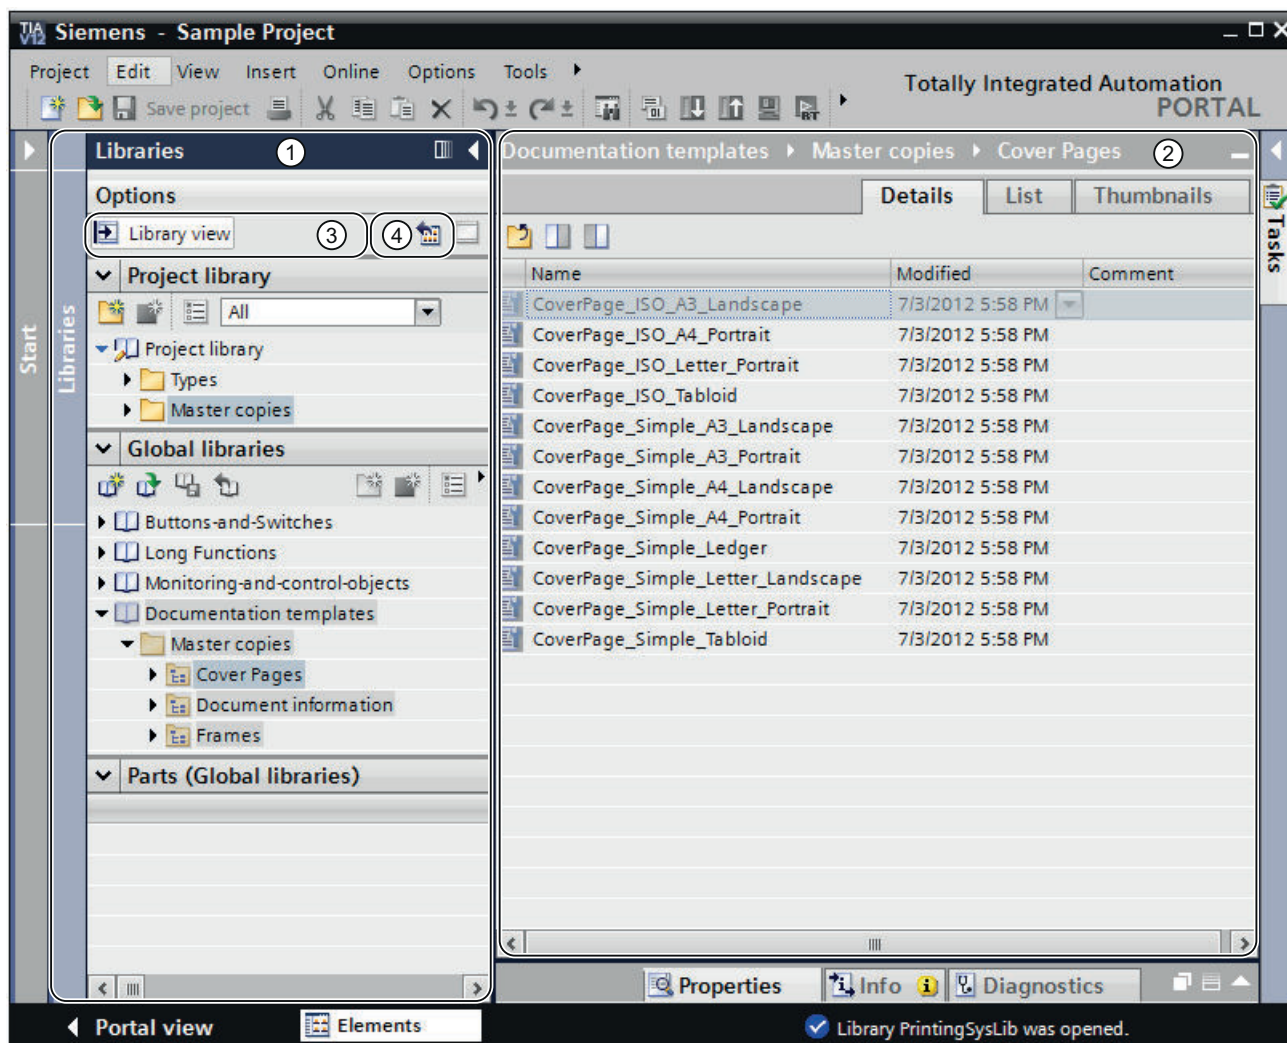 TIA V12 Siemens - Sample Project
Project Edit View Insert Online Options Tools
Totally Integrated Automation
PORTAL
Save project
Start
Libraries
Libraries 1
Options
Library view 3 4
Project library
All
Project library
Types
Master copies
Global libraries
Buttons-and-Switches
Long Functions
Monitoring-and-control-objects
Documentation templates
Master copies
Cover Pages
Document information
Frames
Parts (Global libraries)
Documentation templates Master copies Cover Pages 2
Details List Thumbnails
Name Modified Comment
CoverPage_ISO_A3_Landscape 7/3/2012 5:58 PM
CoverPage_ISO_A4_Portrait 7/3/2012 5:58 PM
CoverPage_ISO_Letter_Portrait 7/3/2012 5:58 PM
CoverPage_ISO_Tabloid 7/3/2012 5:58 PM
CoverPage_Simple_A3_Landscape 7/3/2012 5:58 PM
CoverPage_Simple_A3_Portrait 7/3/2012 5:58 PM
CoverPage_Simple_A4_Landscape 7/3/2012 5:58 PM
CoverPage_Simple_A4_Portrait 7/3/2012 5:58 PM
CoverPage_Simple_Ledger 7/3/2012 5:58 PM
CoverPage_Simple_Letter_Landscape 7/3/2012 5:58 PM
CoverPage_Simple_Letter_Portrait 7/3/2012 5:58 PM
CoverPage_Simple_Tabloid 7/3/2012 5:58 PM
Tasks
Properties Info Diagnostics
Portal view Elements Library PrintingSysLib was opened.